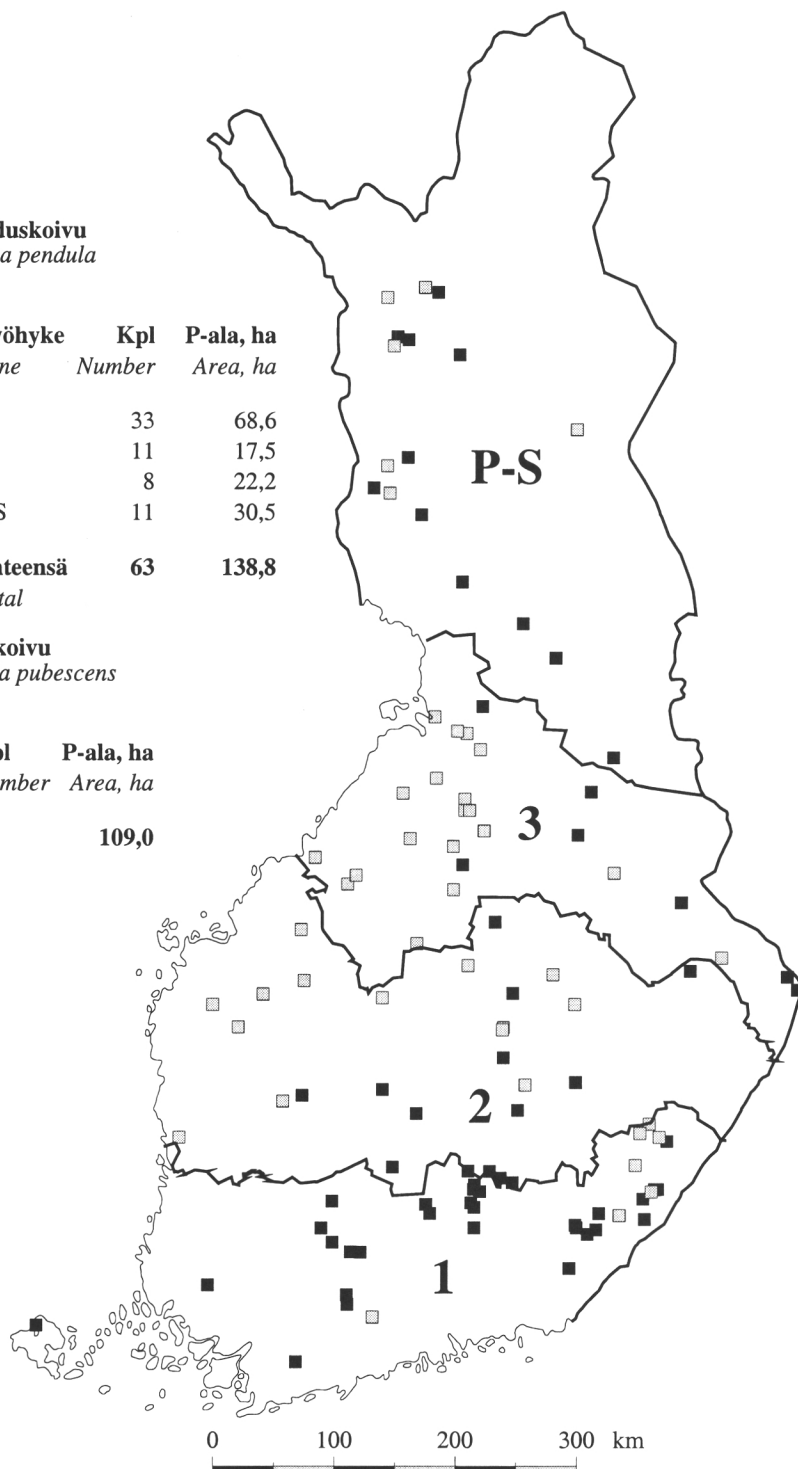 duskoivu
a pendula
yöhyke Kpl P-ala, ha
ne Number Area, ha
33 68,6
11 17,5
8 22,2
S 11 30,5
teensä 63 138,8
tal
koivu
a pubescens
ol P-ala, ha
mber Area, ha
109,0
P-S
3
2
1
0 100 200 300 km